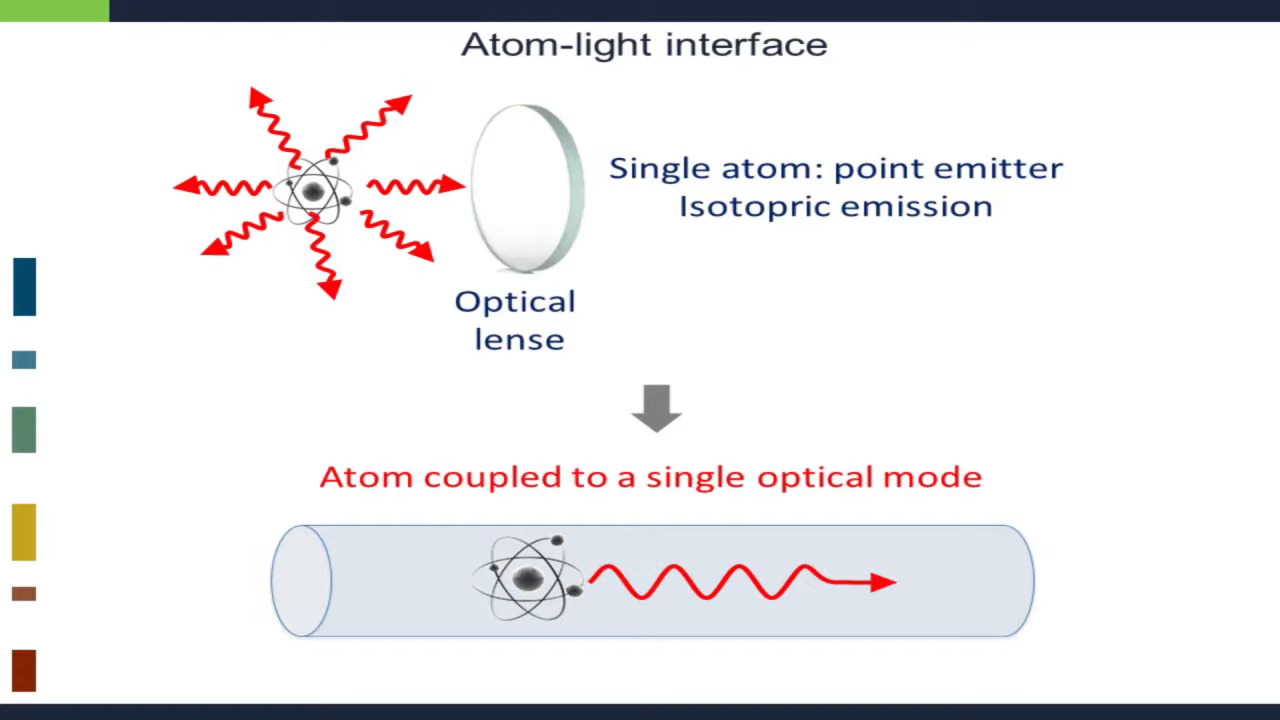 Atom-light interface
Single atom: point emitter
Isotopric emission
Optical
lense
Atom coupled to a single optical mode